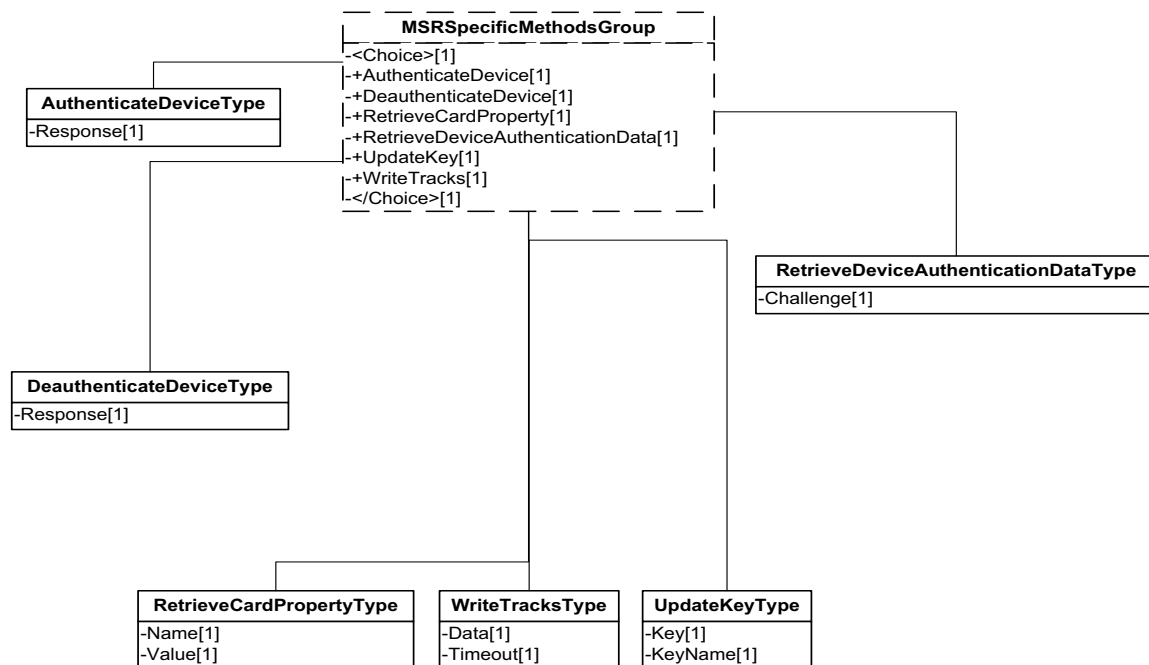 MSRSpecificMethodsGroup
-<Choice>[1]
-+AuthenticateDevice[1]
-+DeauthenticateDevice[1]
-+RetrieveCardProperty[1]
-+RetrieveDeviceAuthenticationData[1]
-+UpdateKey[1]
-+WriteTracks[1]
-</Choice>[1]
AuthenticateDeviceType
-Response[1]
RetrieveDeviceAuthenticationDataType
-Challenge[1]
DeauthenticateDeviceType
-Response[1]
RetrieveCardPropertyType
-Name[1]
-Value[1]
WriteTracksType
-Data[1]
-Timeout[1]
UpdateKeyType
-Key[1]
-KeyName[1]